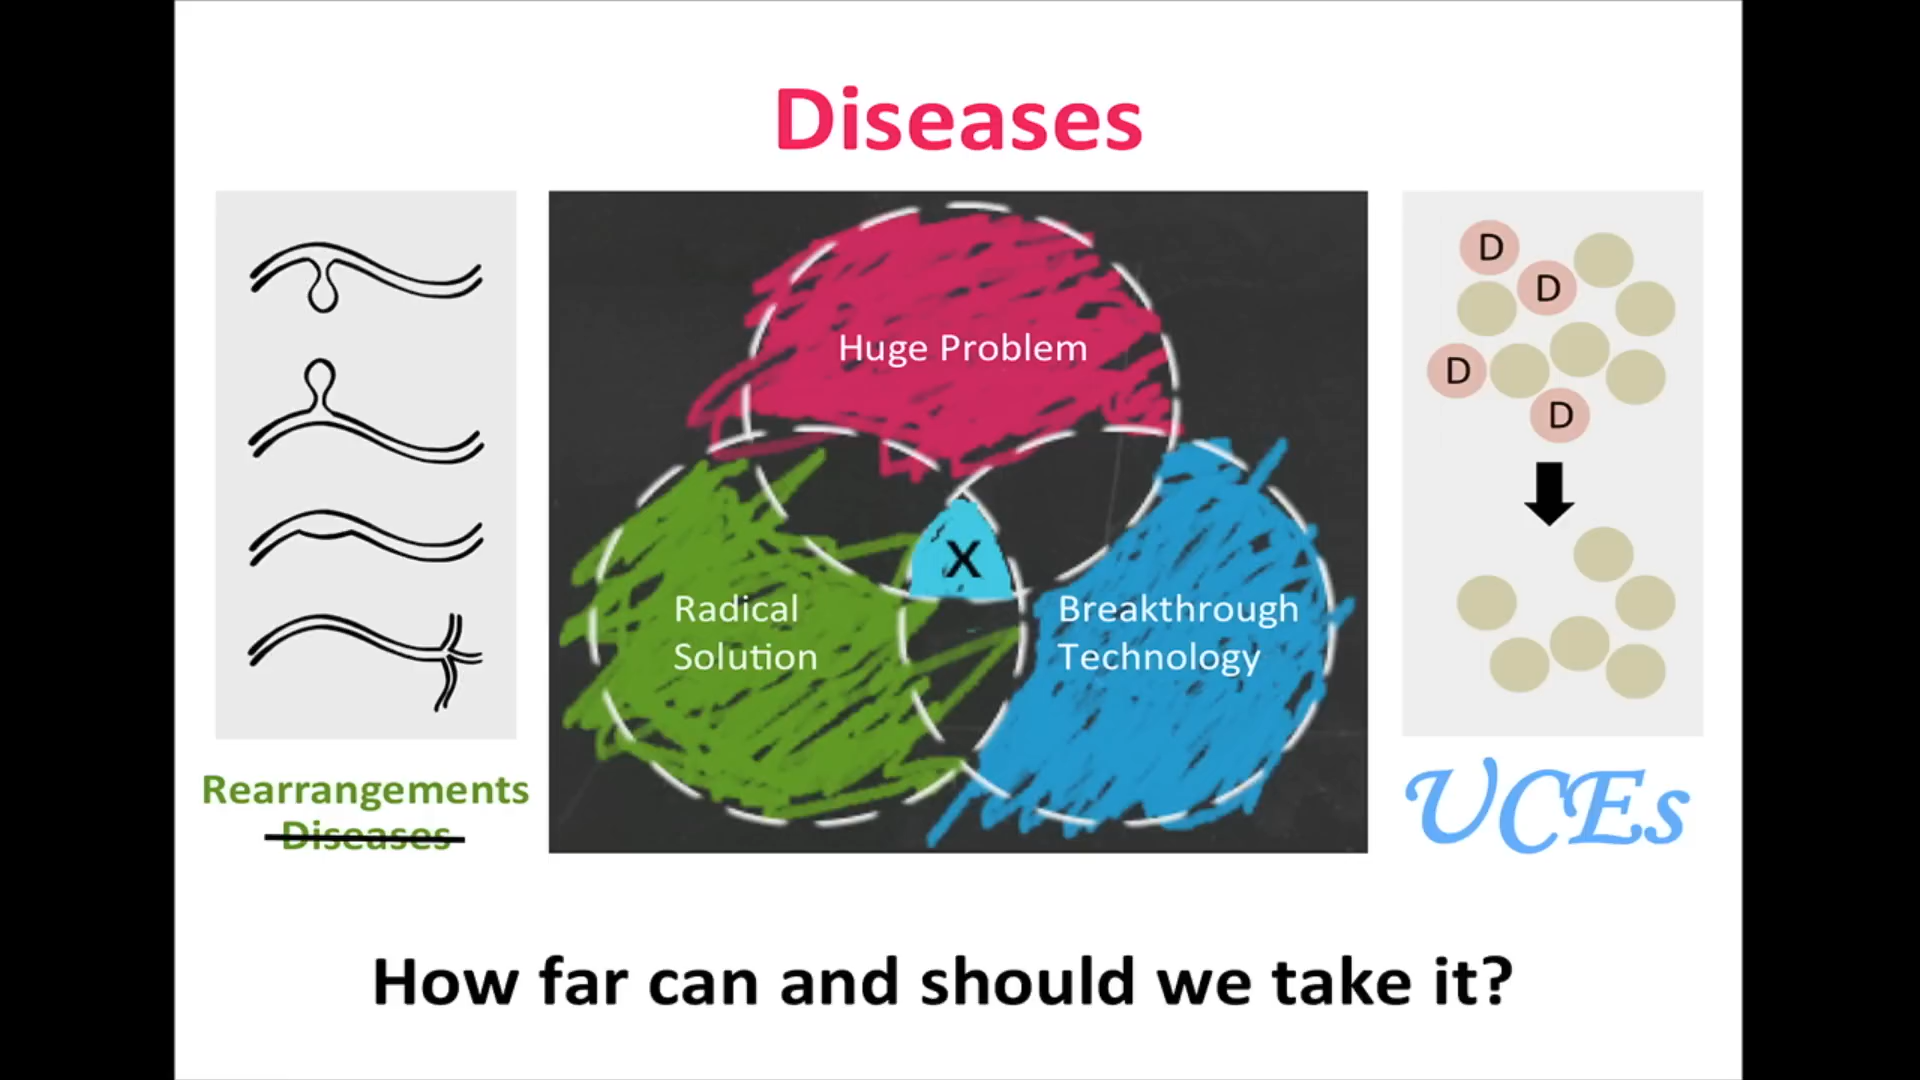 Diseases
D
D
D
D
Huge Problem
X
Radical
Solution
Breakthrough
Technology
Rearrangements
Diseases
UCEs
How far can and should we take it?